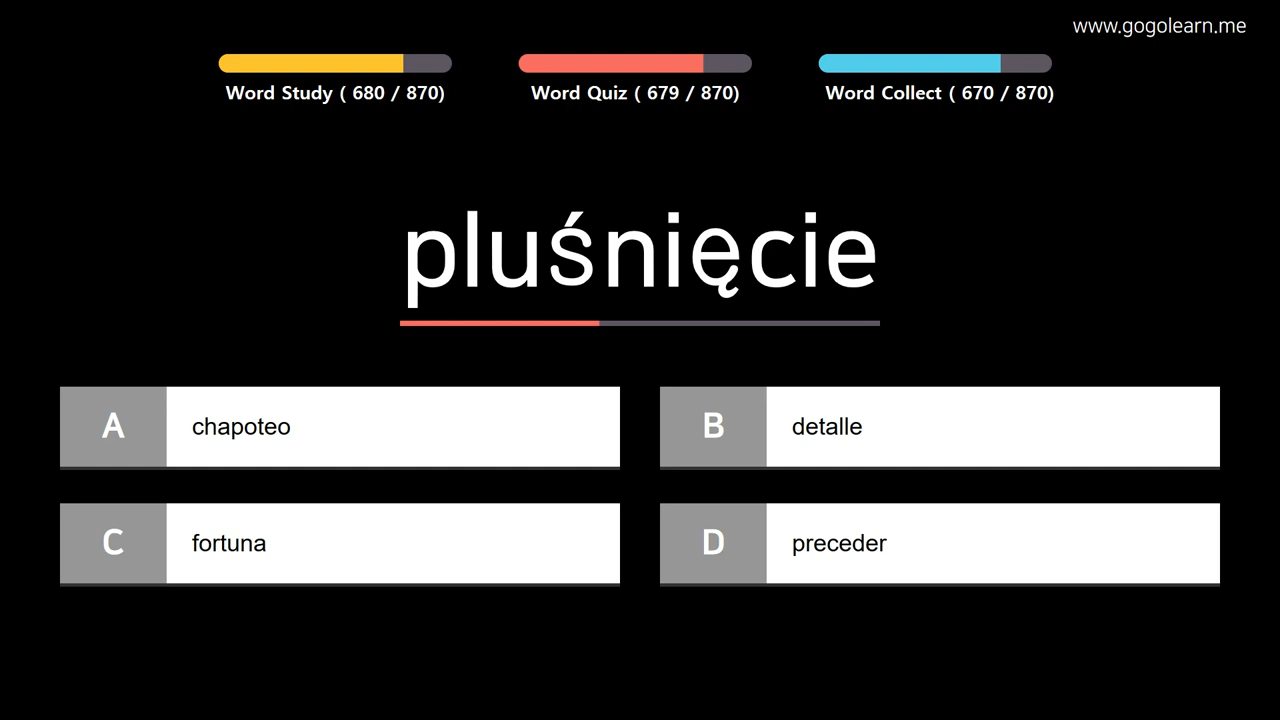 www.gogolearn.me
Word Study ( 680 / 870)
Word Quiz ( 679 / 870)
Word Collect ( 670 / 870)
pluśnięcie
A chapoteo
B detalle
C fortuna
D preceder